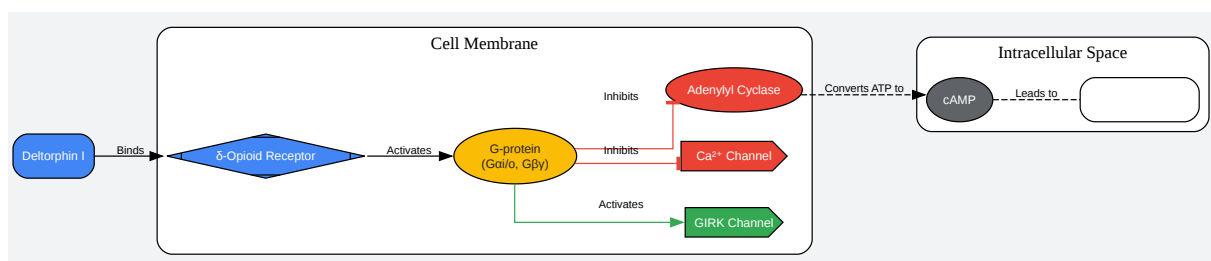 Cell Membrane
Intracellular Space
Deltorphin I
Binds
δ-Opioid Receptor
Activates
G-protein
(Gαi/o, Gβγ)
Inhibits
Adenylyl Cyclase
Converts ATP to
cAMP
Leads to
Inhibits
Ca²⁺ Channel
Activates
GIRK Channel